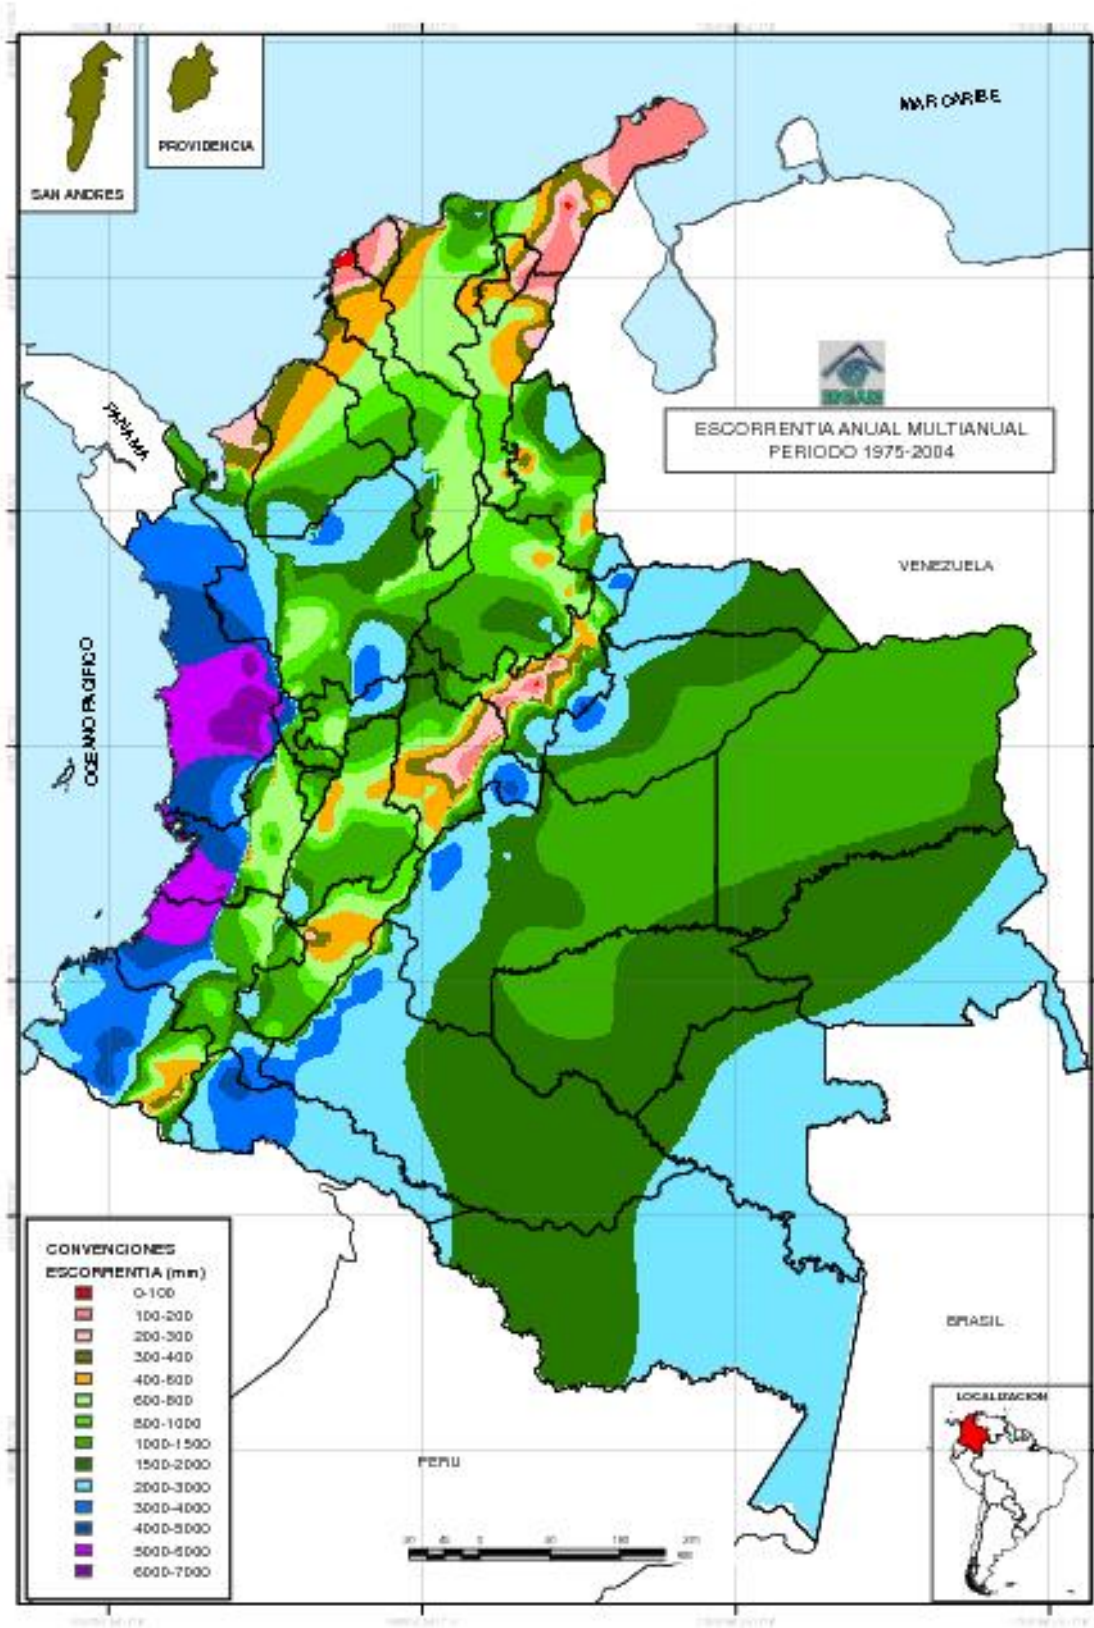 MAR CARIBE
PROVIDENCIA
SAN ANDRES
PANAMA
ESCORRENTIA ANUAL MULTIANUAL
PERIODO 1975-2004
VENEZUELA
OCEANO PACIFICO
CONVENCIONES
ESCORRENTIA (mm)
0-100
100-200
200-300
300-400
400-600
600-800
800-1000
1000-1500
1500-2000
2000-3000
3000-4000
4000-5000
5000-6000
6000-7000
BRASIL
LOCALIZACION
PERU